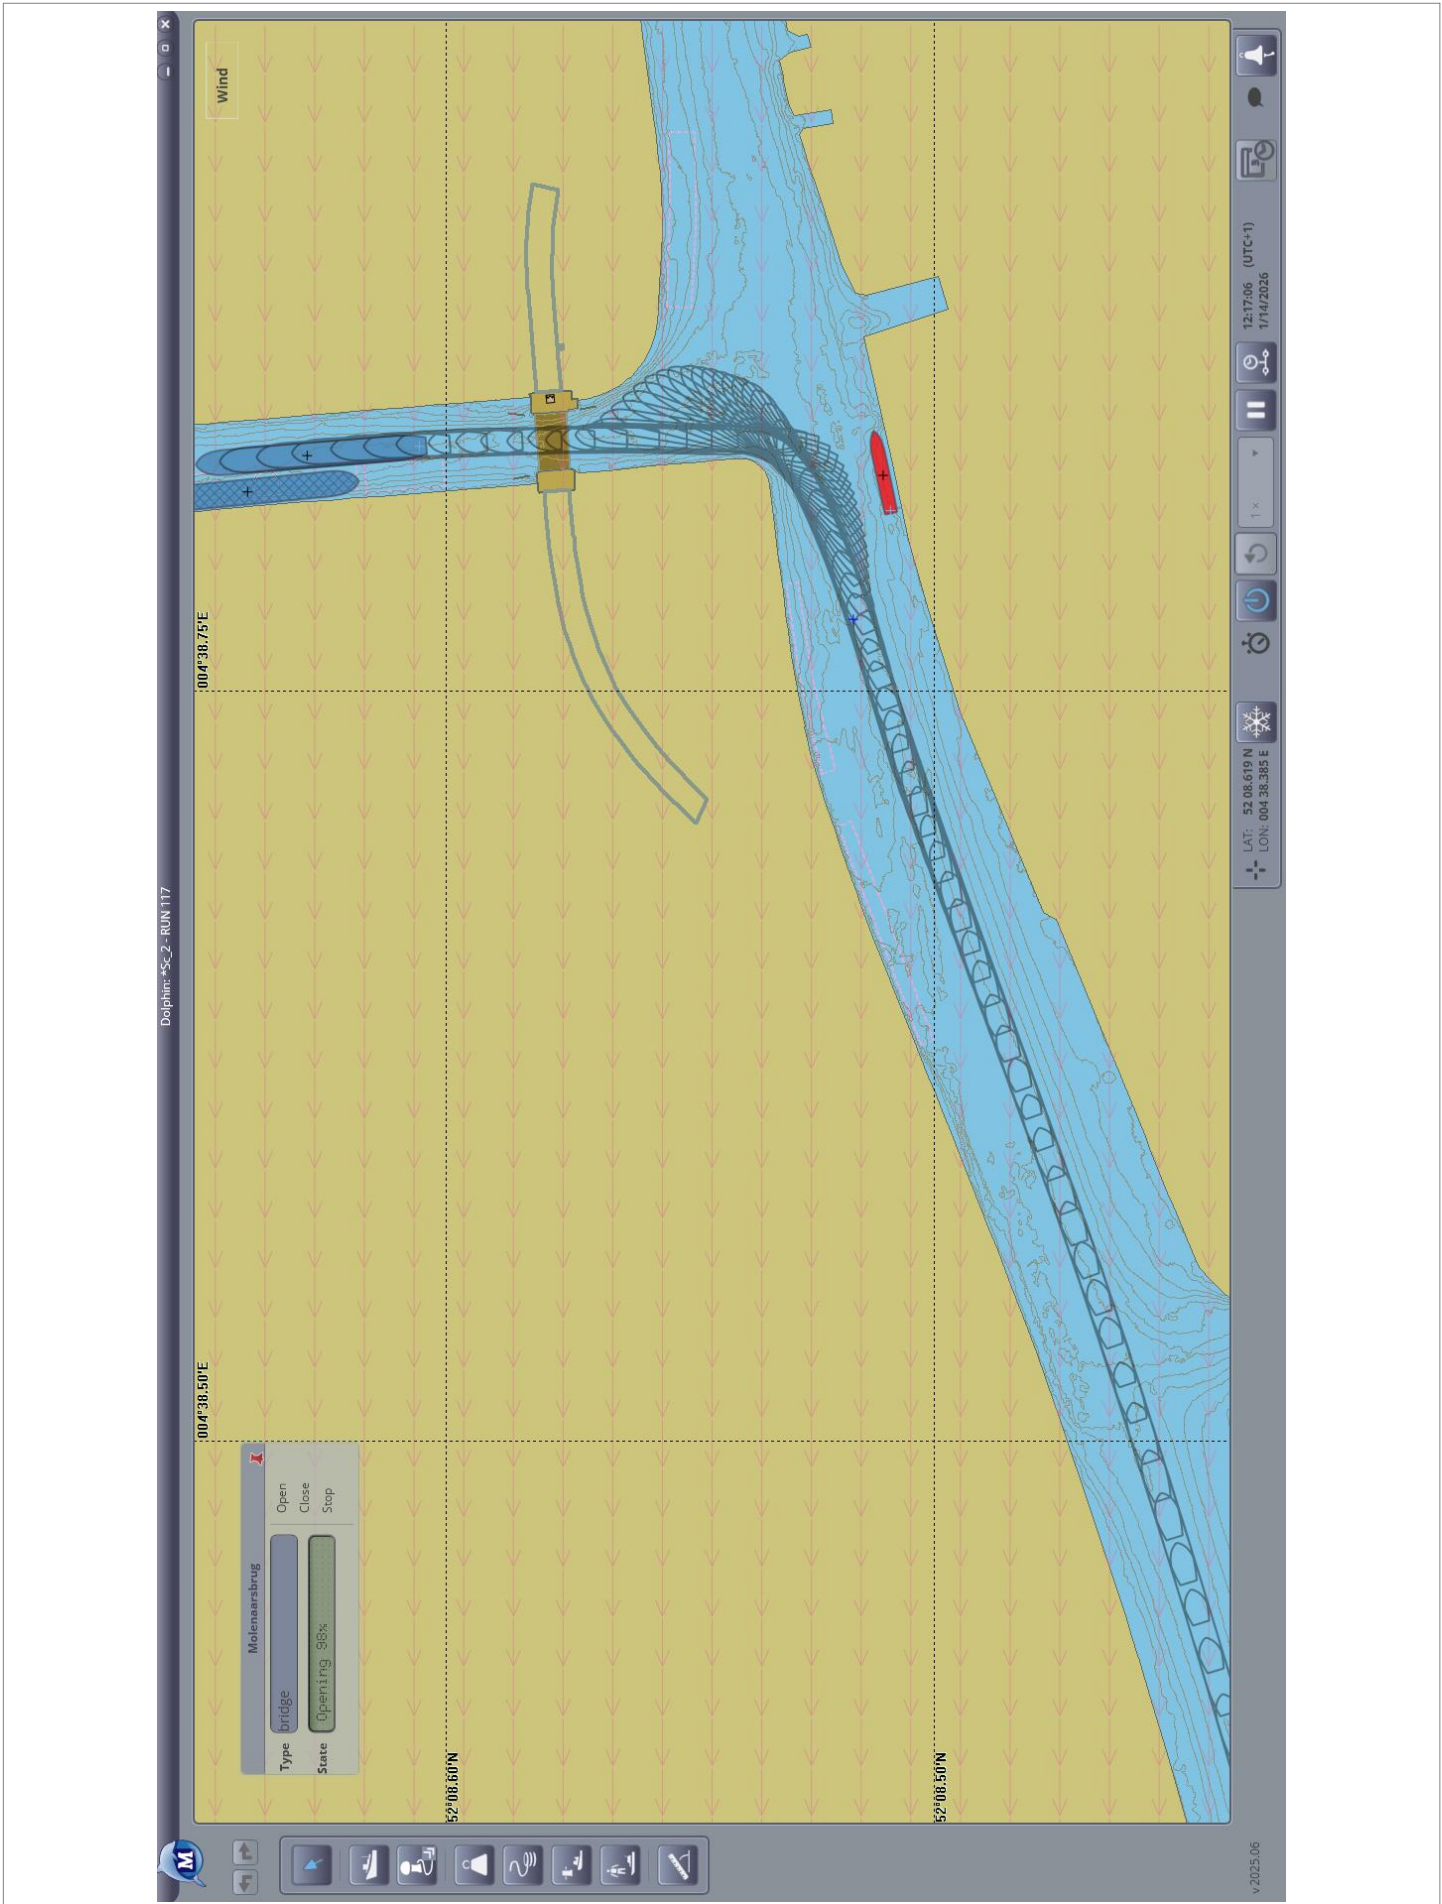 Dolphin: *Sc_2 - RUN 117
Wind
Molenaarsbrug
Type bridge
State Opening 98%
Open
Close
Stop
004°38.50'E
004°38.75'E
52°08.60'N
52°08.50'N
M
v 2025.06
LAT: 52 08.619 N
LON: 004 38.385 E
1 ×
12:17:06 (UTC+1)
1/14/2026